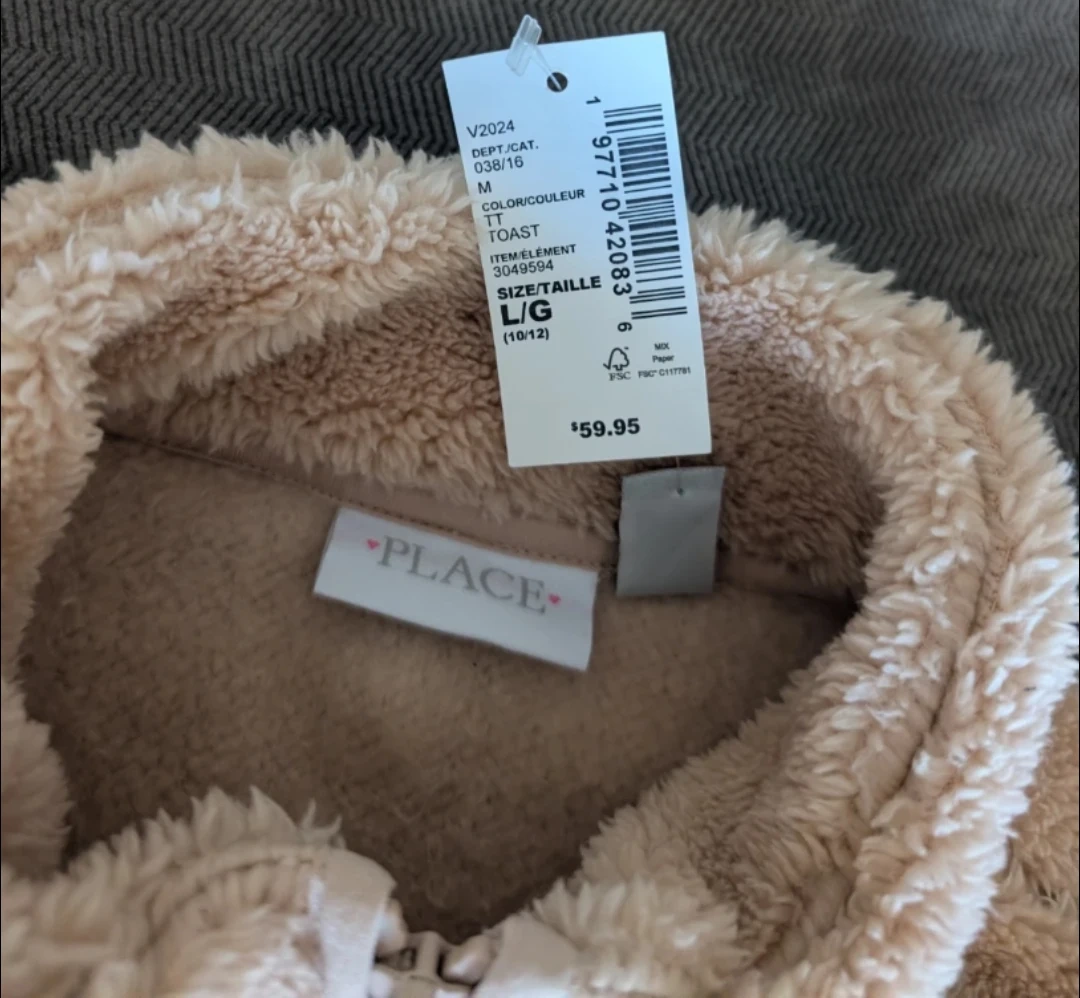 V2024
DEPT./CAT.
038/16
M
COLOR/COULEUR
TT
TOAST
ITEM/ÉLÉMENT
3049594
SIZE/TAILLE
L/G
(10/12)
1 97710 42083 6
FSC
MIX
Paper
FSC® C117781
$59.95
PLACE